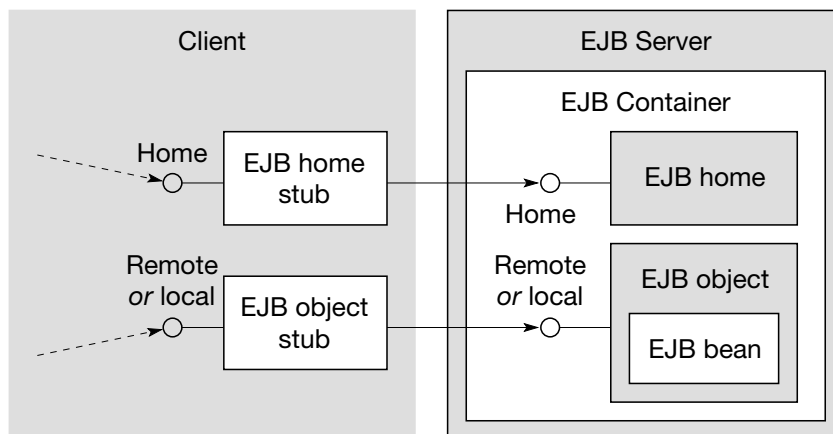 Client
EJB Server
EJB Container
Home
EJB home
stub
Home
EJB home
Remote
or local
EJB object
stub
Remote
or local
EJB object
EJB bean